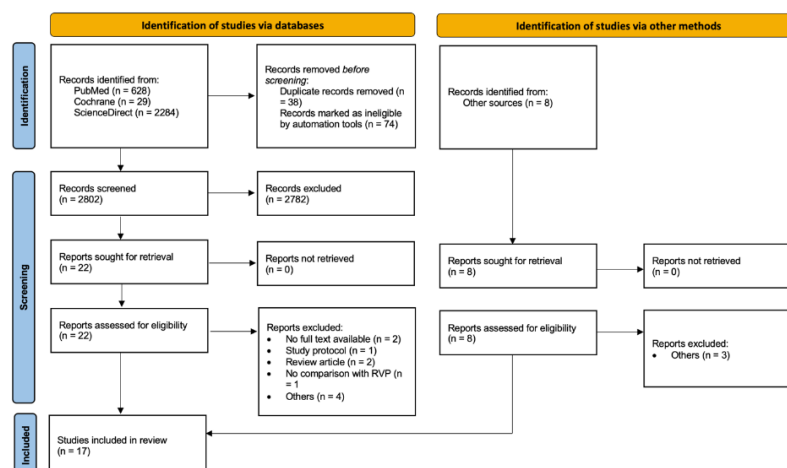 Identification of studies via databases
Identification of studies via other methods
Identification
Records identified from:
PubMed (n = 628)
Cochrane (n = 29)
ScienceDirect (n = 2284)
Records removed before
screening:
Duplicate records removed (n
= 38)
Records marked as ineligible
by automation tools (n = 74)
Records identified from:
Other sources (n = 8)
Screening
Records screened
(n = 2802)
Records excluded
(n = 2782)
Reports sought for retrieval
(n = 22)
Reports not retrieved
(n = 0)
Reports sought for retrieval
(n = 8)
Reports not retrieved
(n = 0)
Reports assessed for eligibility
(n = 22)
Reports excluded:
• No full text available (n = 2)
• Study protocol (n = 1)
• Review article (n = 2)
• No comparison with RVP (n
= 1
• Others (n = 4)
Reports assessed for eligibility
(n = 8)
Reports excluded:
• Others (n = 3)
Included
Studies included in review
(n = 17)